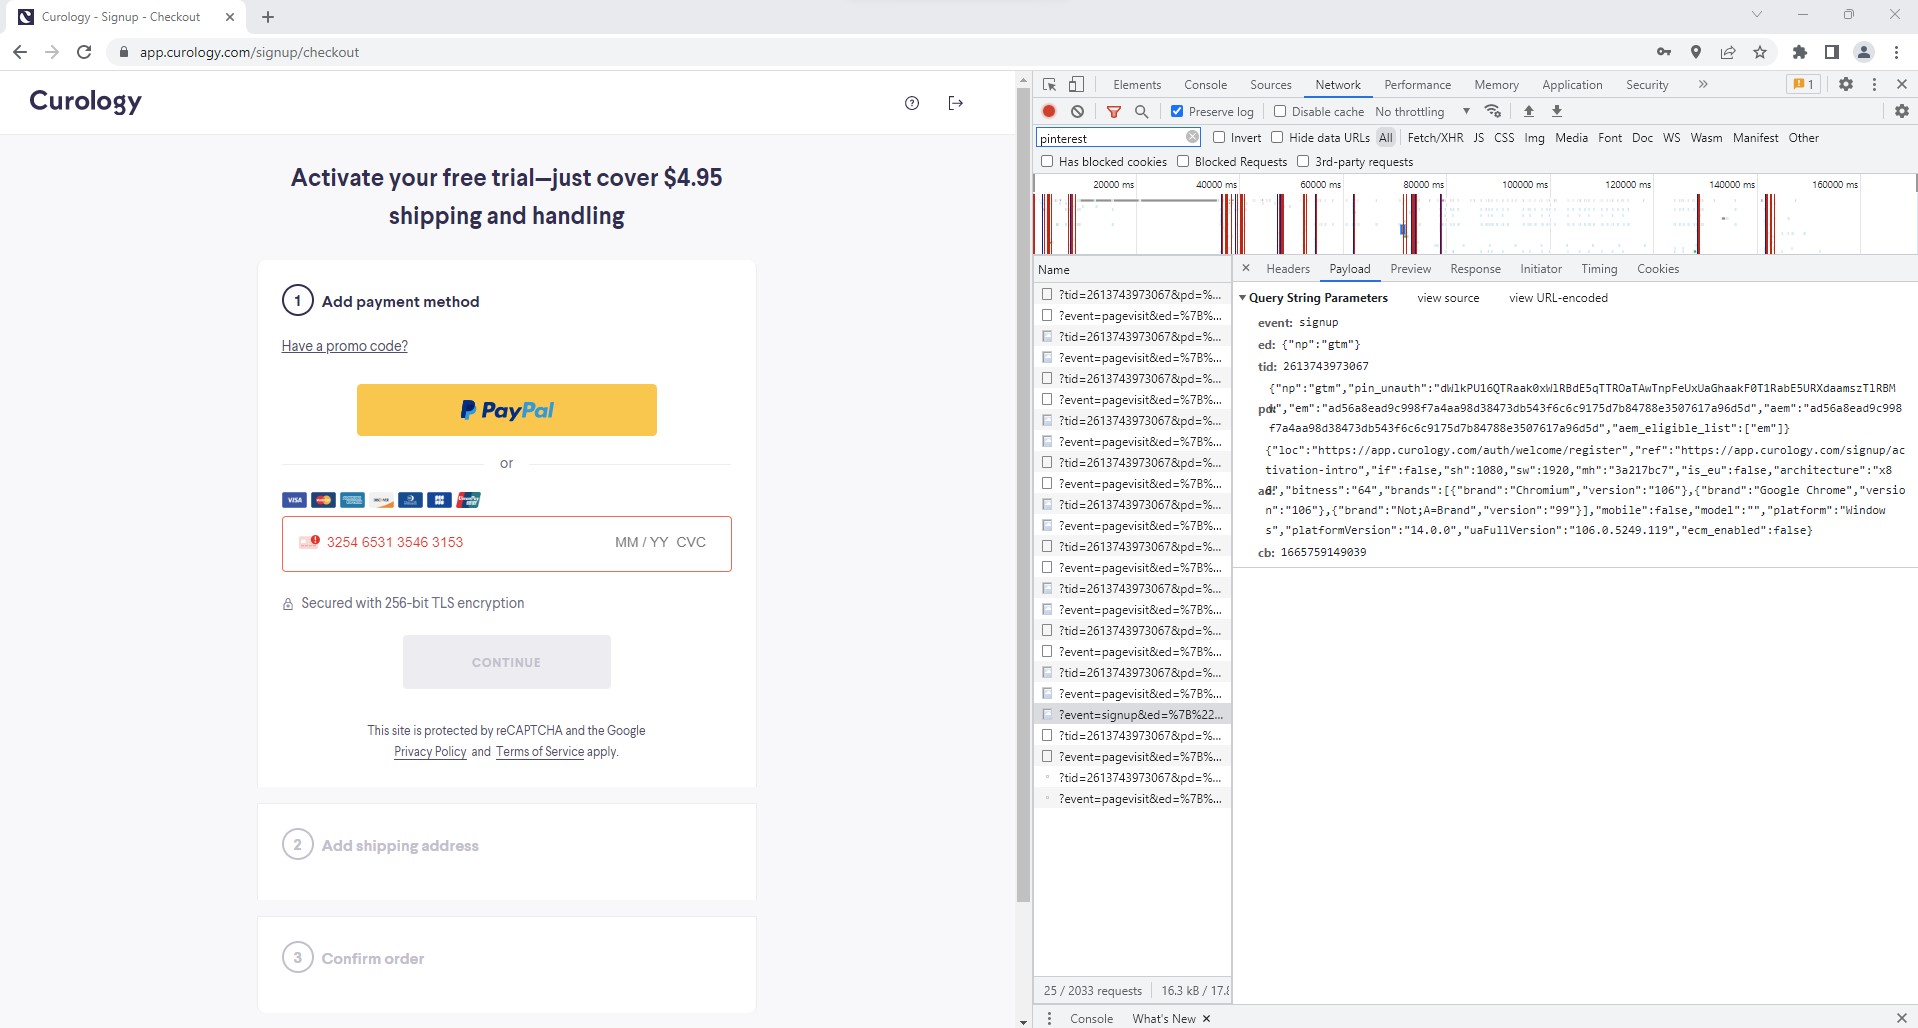 Curology - Signup - Checkout
app.curology.com/signup/checkout
Curology
Activate your free trial—just cover $4.95
shipping and handling
1 Add payment method
Have a promo code?
PayPal
or
VISA
3254 6531 3546 3153 MM / YY CVC
Secured with 256-bit TLS encryption
CONTINUE
This site is protected by reCAPTCHA and the Google
Privacy Policy and Terms of Service apply.
2 Add shipping address
3 Confirm order
Elements Console Sources Network Performance Memory Application Security » 1
Preserve log Disable cache No throttling
pinterest Invert Hide data URLs All Fetch/XHR JS CSS Img Media Font Doc WS Wasm Manifest Other
Has blocked cookies Blocked Requests 3rd-party requests
20000 ms 40000 ms 60000 ms 80000 ms 100000 ms 120000 ms 140000 ms 160000 ms
Name
?tid=2613743973067&pd=%...
?event=pagevisit&ed=%7B%...
?tid=2613743973067&pd=%...
?event=pagevisit&ed=%7B%...
?tid=2613743973067&pd=%...
?event=pagevisit&ed=%7B%...
?tid=2613743973067&pd=%...
?event=pagevisit&ed=%7B%...
?tid=2613743973067&pd=%...
?event=pagevisit&ed=%7B%...
?tid=2613743973067&pd=%...
?event=pagevisit&ed=%7B%...
?tid=2613743973067&pd=%...
?event=pagevisit&ed=%7B%...
?tid=2613743973067&pd=%...
?event=pagevisit&ed=%7B%...
?tid=2613743973067&pd=%...
?event=pagevisit&ed=%7B%...
?tid=2613743973067&pd=%...
?event=pagevisit&ed=%7B%...
?event=signup&ed=%7B%22...
?tid=2613743973067&pd=%...
?event=pagevisit&ed=%7B%...
?tid=2613743973067&pd=%...
?event=pagevisit&ed=%7B%...
25 / 2033 requests 16.3 kB / 17.8
Headers Payload Preview Response Initiator Timing Cookies
Query String Parameters view source view URL-encoded
event: signup
ed: {"np":"gtm"}
tid: 2613743973067
{"np":"gtm","pin_unauth":"dWlkPU16QTRaak0xWlRBdE5qTTROYOaTAwTnpFeUxUaGhaakF0T1RabE5URXdaamszTlRBM
pd: ","em":"ad56a8ead9c998f7a4aa98d38473db543f6c6c9175d7b84788e3507617a96d5d","aem":"ad56a8ead9c998
f7a4aa98d38473db543f6c6c9175d7b84788e3507617a96d5d","aem_eligible_list":["em"]}
{"loc":"https://app.curology.com/auth/welcome/register","ref":"https://app.curology.com/signup/ac
tivation-intro","if":false,"sh":1080,"sw":1920,"mh":"3a217bc7","is_eu":false,"architecture":"x8
ad: 6","bitness":"64","brands":[{"brand":"Chromium","version":"106"},{"brand":"Google Chrome","versio
n":"106"},{"brand":"Not;A=Brand","version":"99"}],"mobile":false,"model":"","platform":"Window
s","platformVersion":"14.0.0","uaFullVersion":"106.0.5249.119","ecm_enabled":false}
cb: 1665759149039
Console What's New